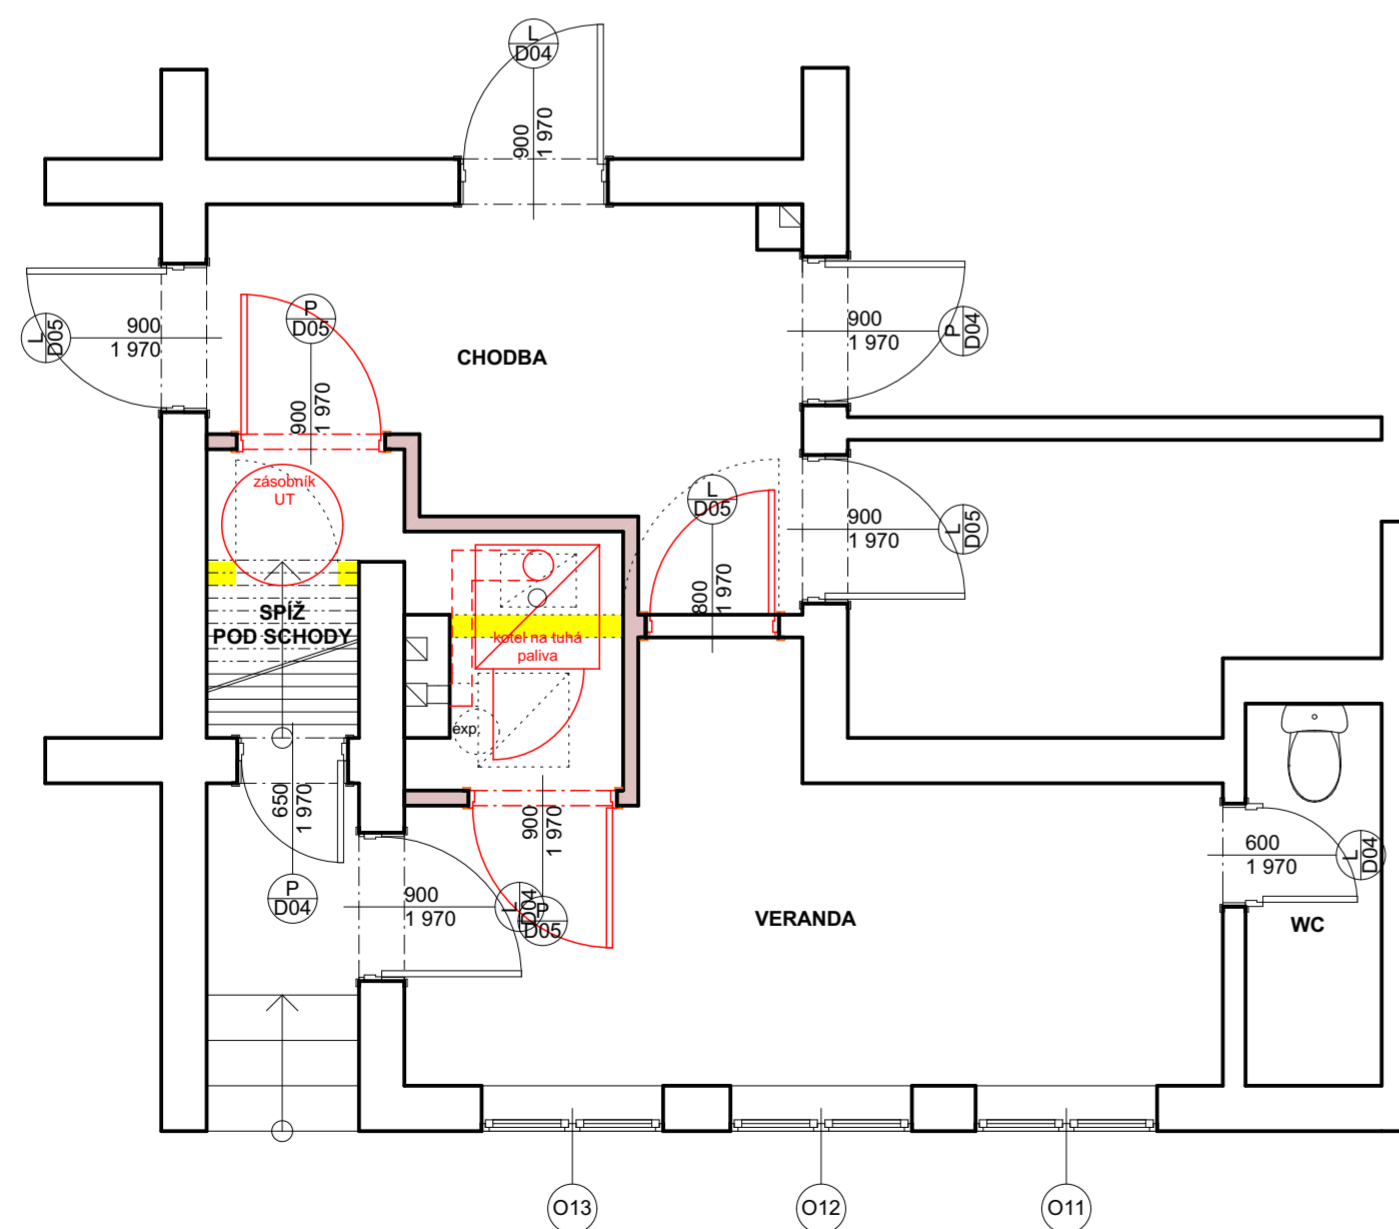 L
D04
900
1 970
L
D05
900
1 970
P
D05
900
1 970
CHODBA
900
1 970
P
D04
zásobník
UT
L
D05
800
1 970
900
1 970
L
D05
SPÍŽ
POD SCHODY
kotel na tuhá
paliva
exp.
650
1 970
P
D04
900
1 970
L
D04
900
1 970
P
D05
VERANDA
600
1 970
L
D04
WC
O13
O12
O11